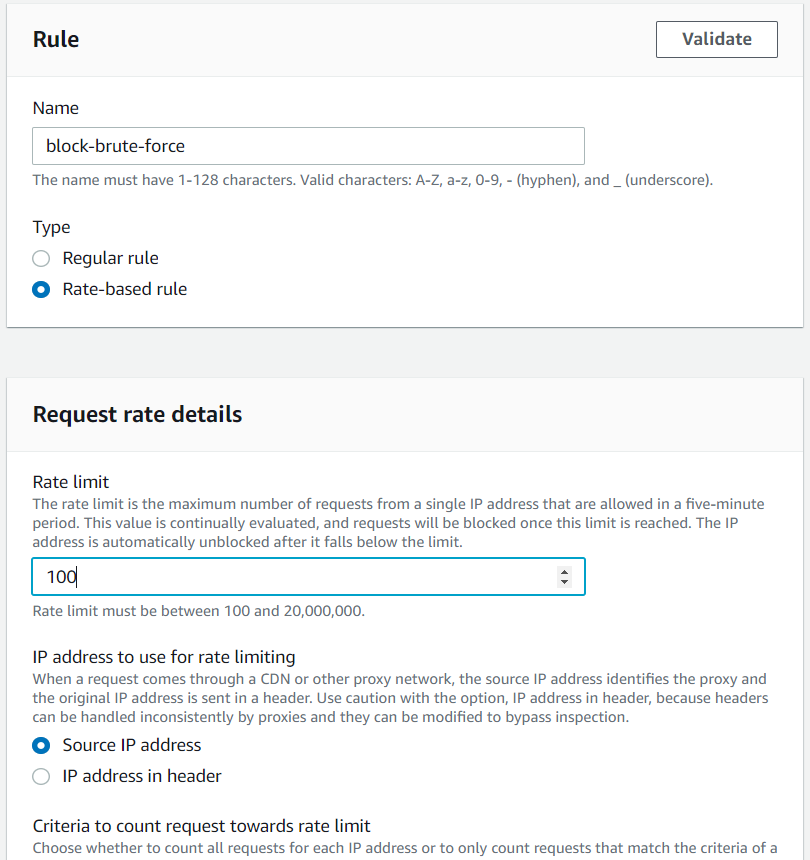 Rule
Validate
Name
block-brute-force
The name must have 1-128 characters. Valid characters: A-Z, a-z, 0-9, - (hyphen), and _ (underscore).
Type
Regular rule
Rate-based rule
Request rate details
Rate limit
The rate limit is the maximum number of requests from a single IP address that are allowed in a five-minute
period. This value is continually evaluated, and requests will be blocked once this limit is reached. The IP
address is automatically unblocked after it falls below the limit.
100
Rate limit must be between 100 and 20,000,000.
IP address to use for rate limiting
When a request comes through a CDN or other proxy network, the source IP address identifies the proxy and
the original IP address is sent in a header. Use caution with the option, IP address in header, because headers
can be handled inconsistently by proxies and they can be modified to bypass inspection.
Source IP address
IP address in header
Criteria to count request towards rate limit
Choose whether to count all requests for each IP address or to only count requests that match the criteria of a